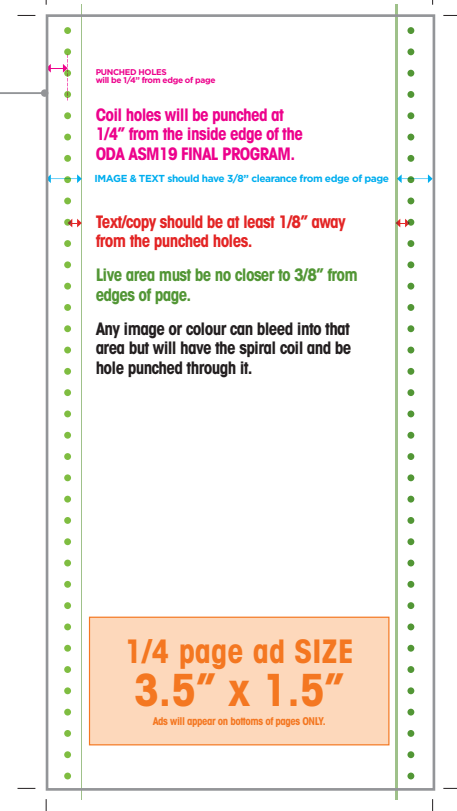 PUNCHED HOLES
will be 1/4” from edge of page
Coil holes will be punched at
1/4” from the inside edge of the
ODA ASM19 FINAL PROGRAM.
IMAGE & TEXT should have 3/8” clearance from edge of page
Text/copy should be at least 1/8” away
from the punched holes.
Live area must be no closer to 3/8” from
edges of page.
Any image or colour can bleed into that
area but will have the spiral coil and be
hole punched through it.
1/4 page ad SIZE
3.5” x 1.5”
Ads will appear on bottoms of pages ONLY.